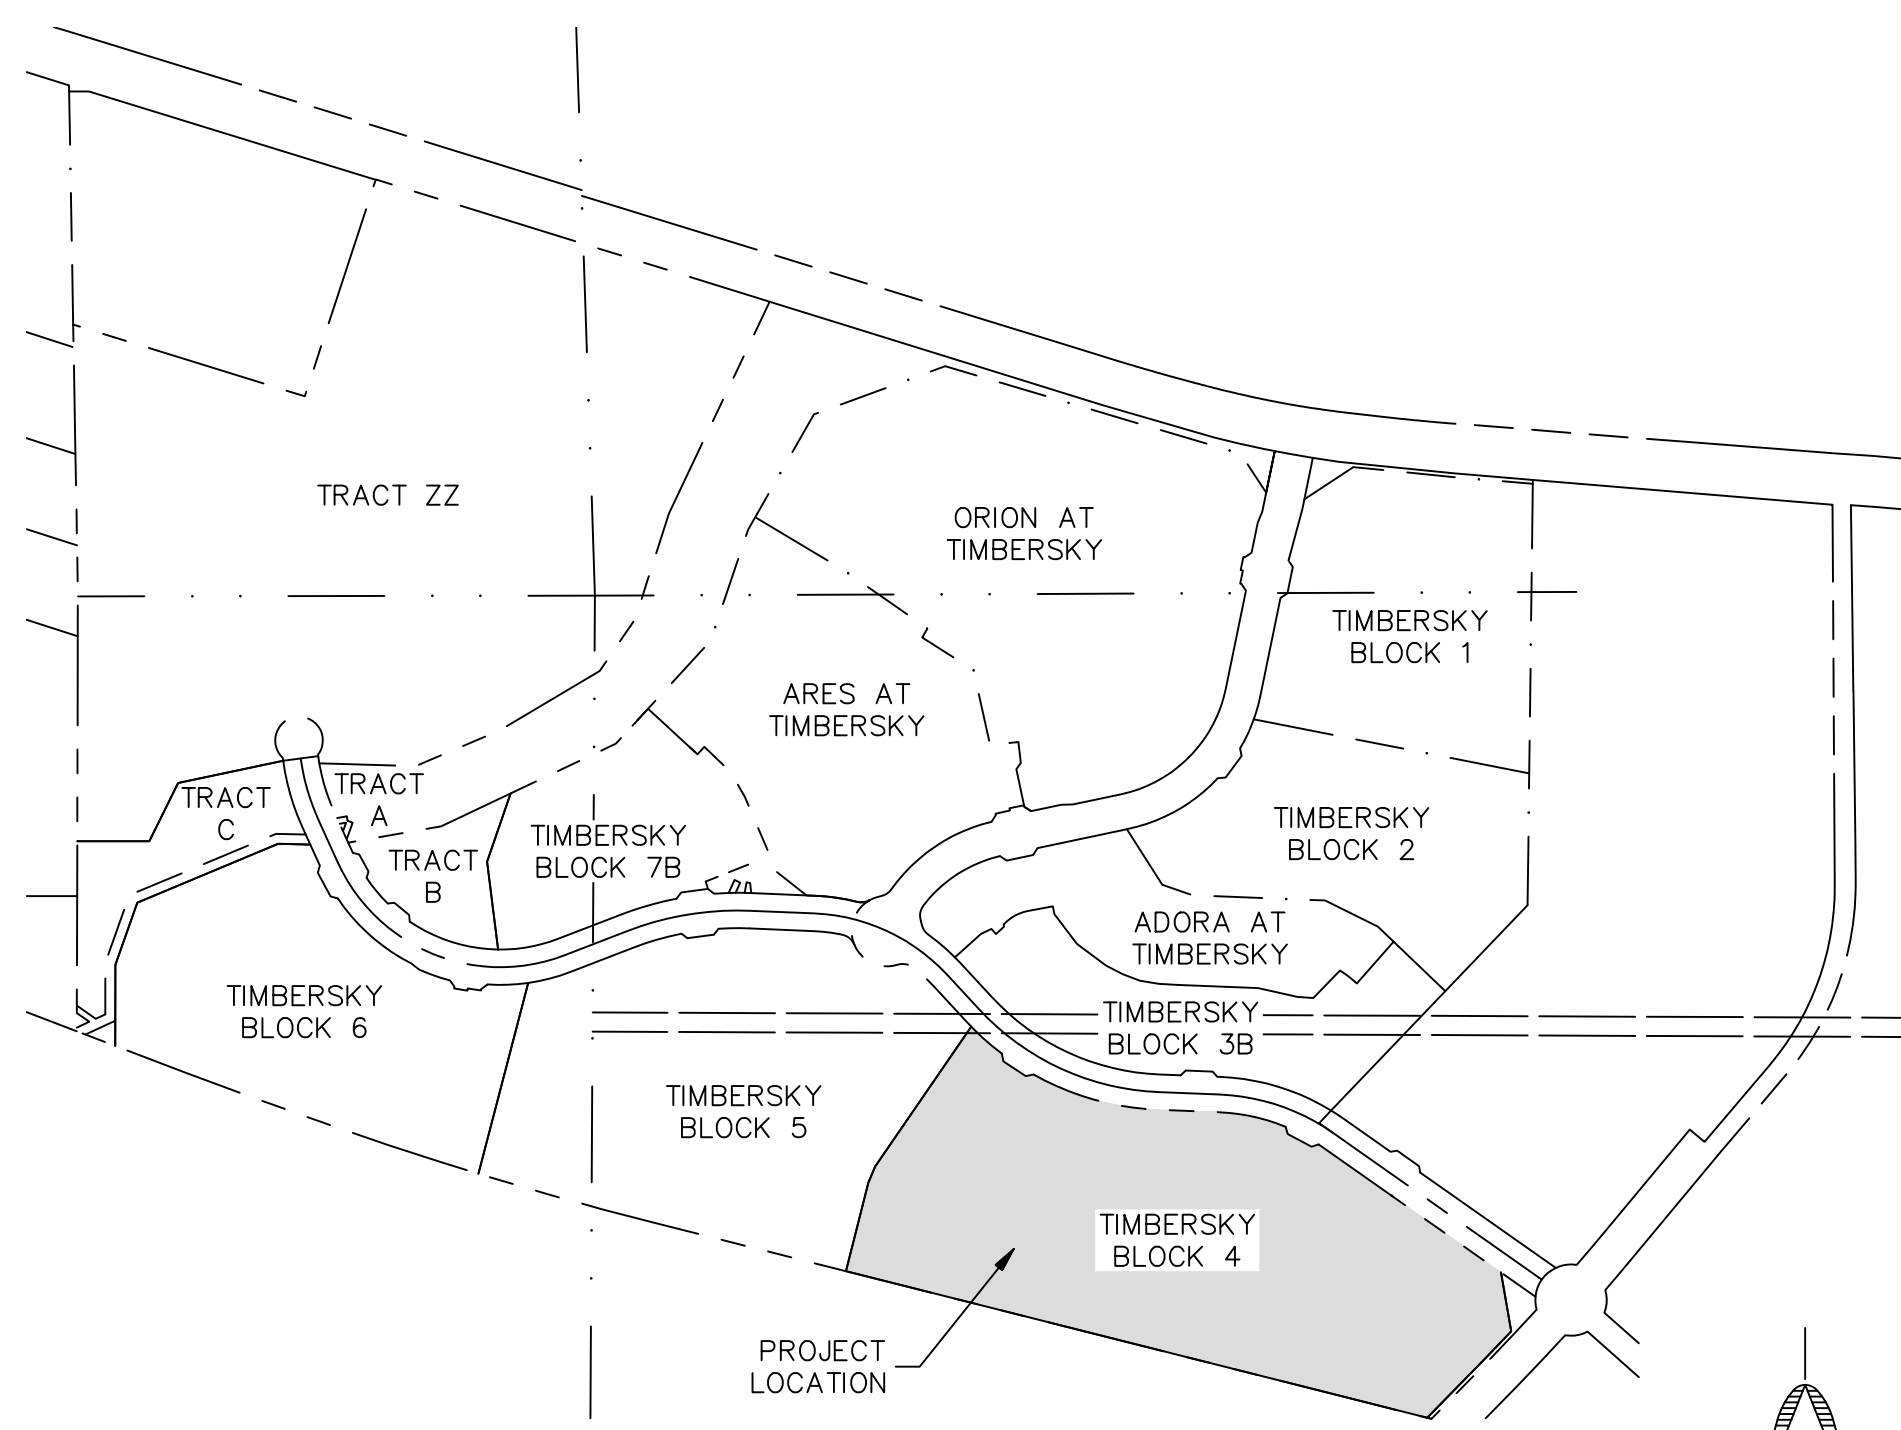 TRACT ZZ
ORION AT
TIMBERSKY
TIMBERSKY
BLOCK 1
ARES AT
TIMBERSKY
TRACT
A
TRACT
C
TIMBERSKY
BLOCK 7B
TIMBERSKY
BLOCK 2
TRACT
B
ADORA AT
TIMBERSKY
TIMBERSKY
BLOCK 6
TIMBERSKY
BLOCK 3B
TIMBERSKY
BLOCK 5
TIMBERSKY
BLOCK 4
PROJECT
LOCATION